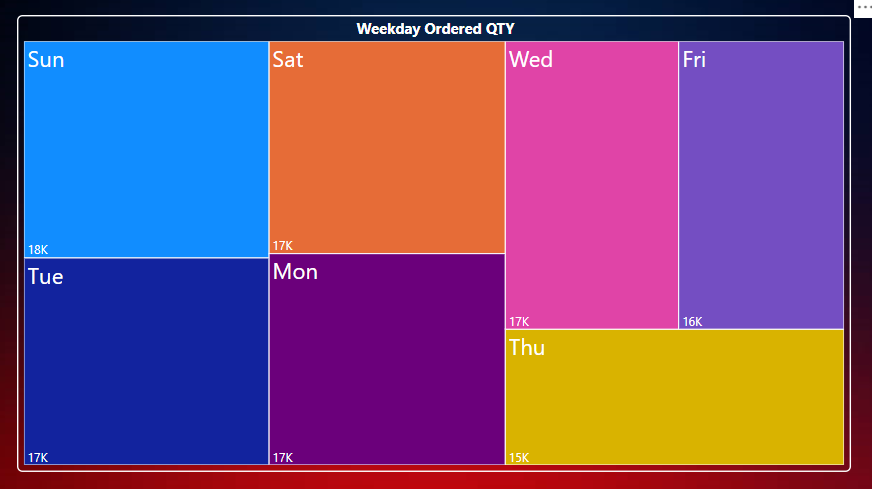 Weekday Ordered QTY
Sun
18K
Tue
17K
Sat
17K
Mon
17K
Wed
17K
Fri
16K
Thu
15K